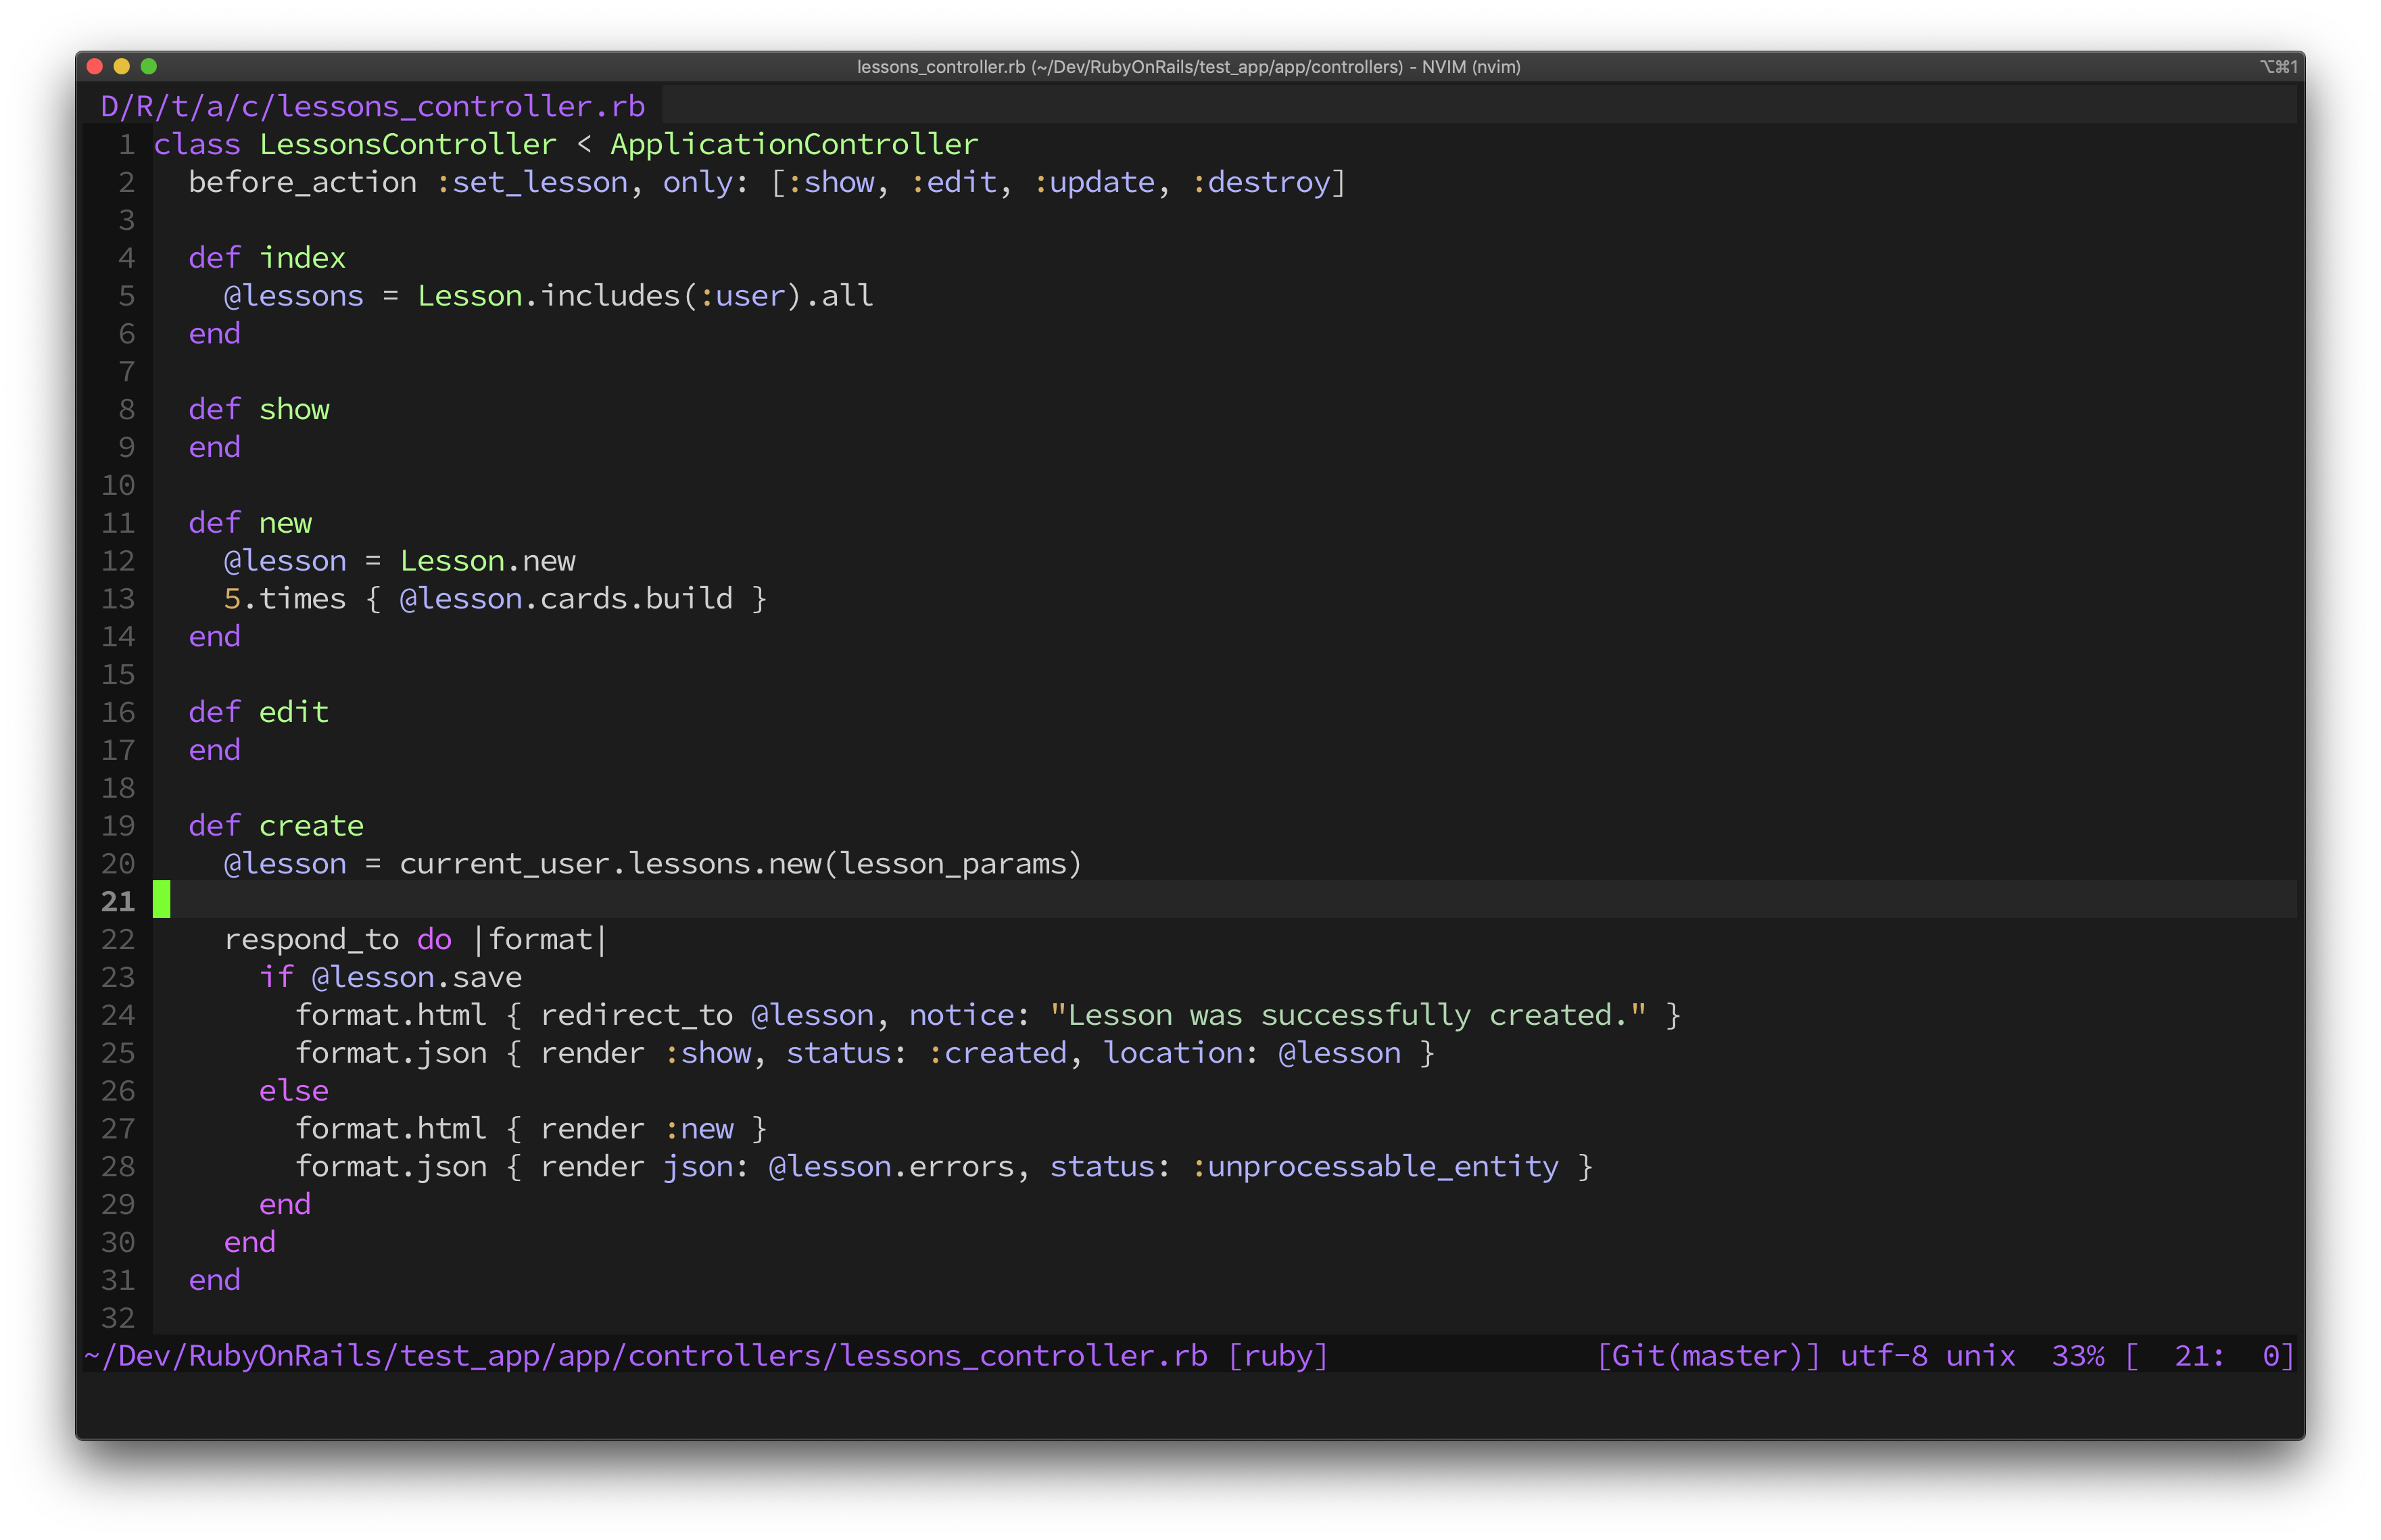 lessons_controller.rb (~/Dev/RubyOnRails/test_app/app/controllers) - NVIM (nvim) ⌥⌘1
D/R/t/a/c/lessons_controller.rb
1 class LessonsController < ApplicationController
2   before_action :set_lesson, only: [:show, :edit, :update, :destroy]
3
4   def index
5     @lessons = Lesson.includes(:user).all
6   end
7
8   def show
9   end
10
11   def new
12     @lesson = Lesson.new
13     5.times { @lesson.cards.build }
14   end
15
16   def edit
17   end
18
19   def create
20     @lesson = current_user.lessons.new(lesson_params)
21
22     respond_to do |format|
23       if @lesson.save
24         format.html { redirect_to @lesson, notice: "Lesson was successfully created." }
25         format.json { render :show, status: :created, location: @lesson }
26       else
27         format.html { render :new }
28         format.json { render json: @lesson.errors, status: :unprocessable_entity }
29       end
30     end
31   end
32
~/Dev/RubyOnRails/test_app/app/controllers/lessons_controller.rb [ruby] [Git(master)] utf-8 unix  33% [  21:  0]